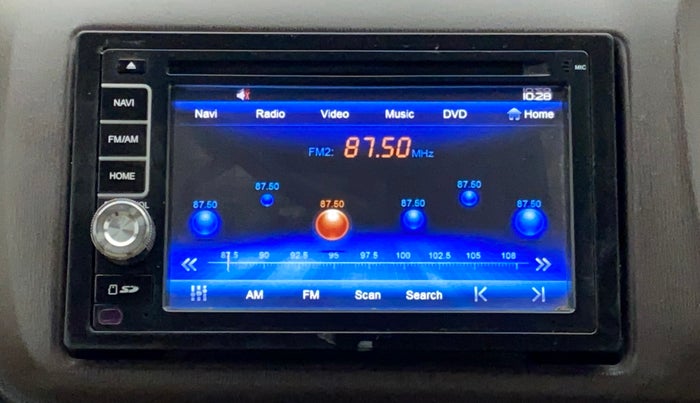 MIC
NAVI
FM/AM
HOME
SD
10:28
Navi Radio Video Music DVD Home
FM2: 87.50 MHz
87.50 87.50
87.50 87.50 87.50 87.50
87.5 90 92.5 95 97.5 100 102.5 105 108
AM FM Scan Search